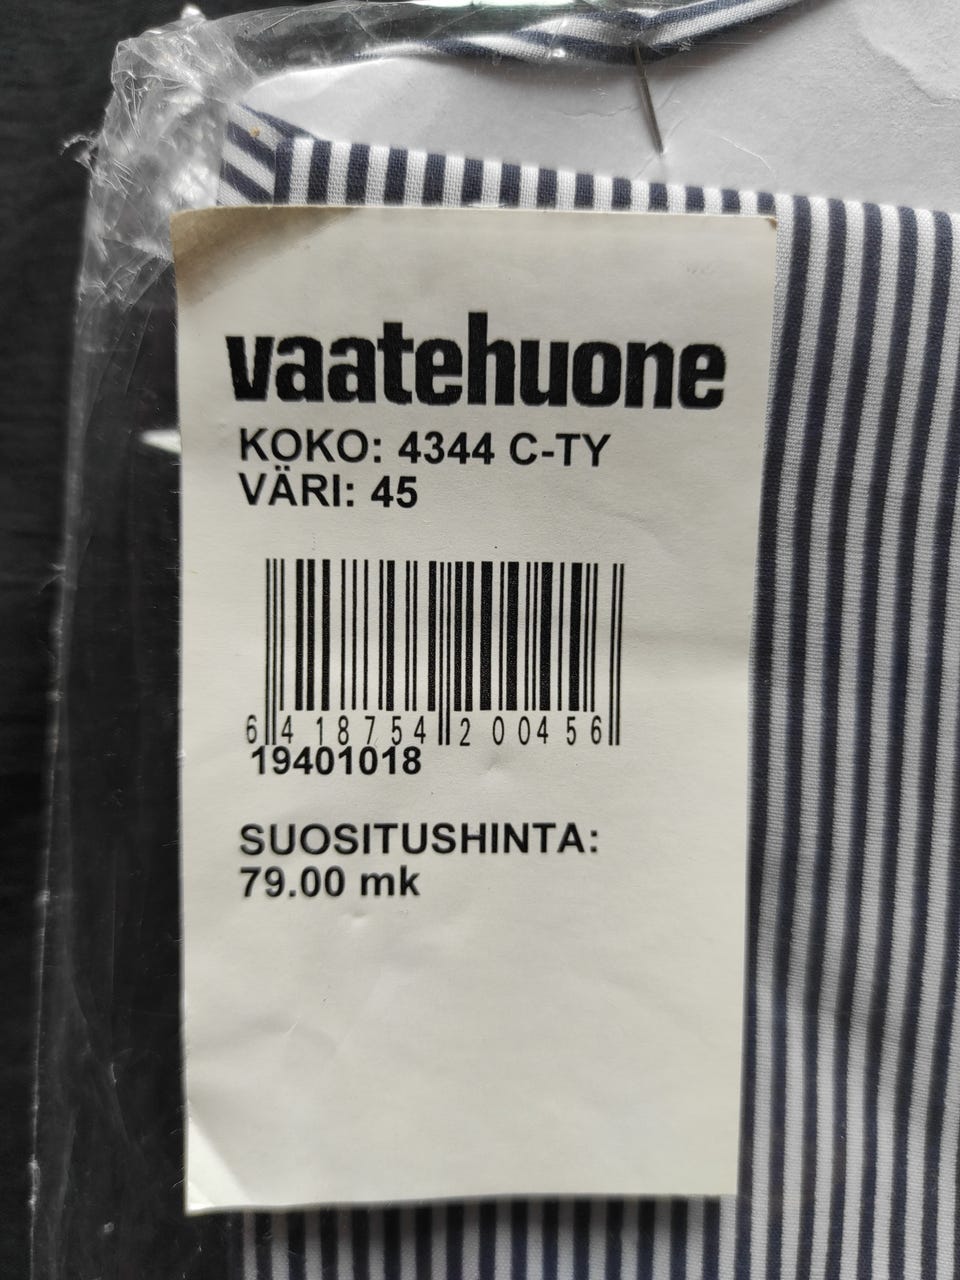 vaatehuone
KOKO: 4344 C-TY
VÄRI: 45
6 418754 200456
19401018
SUOSITUSHINTA:
79.00 mk